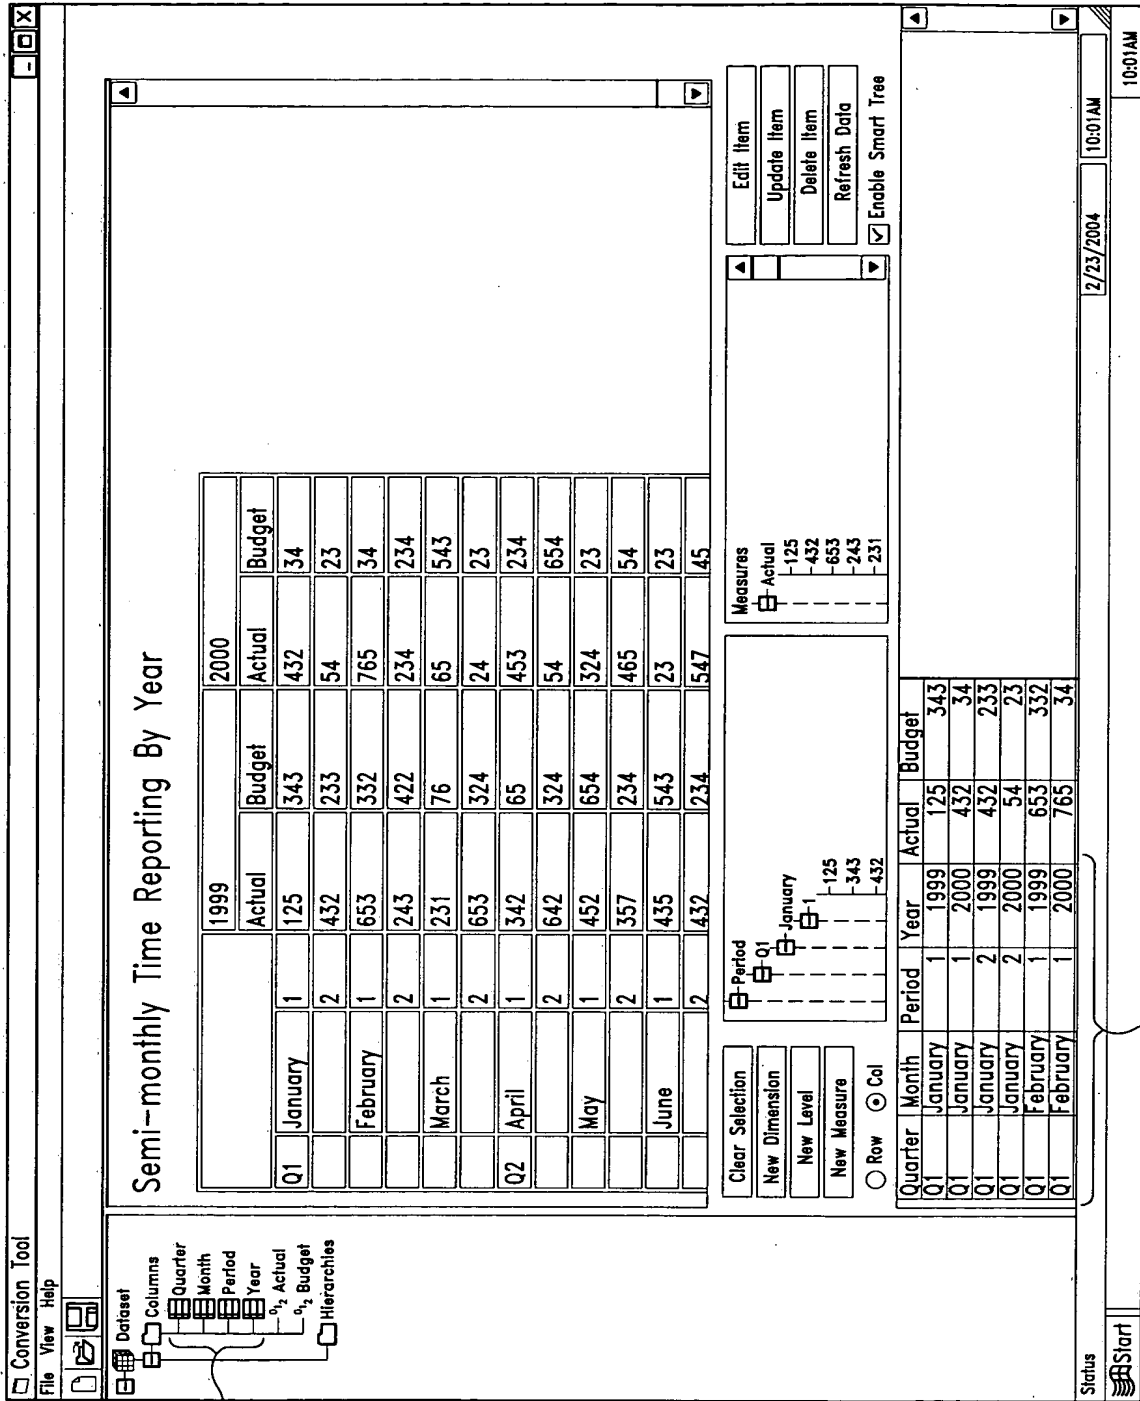 Conversion Tool
File View Help
Dataset
Columns
Quarter
Month
Period
Year
0₁₂ Actual
0₁₂ Budget
Hierarchies
Semi-monthly Time Reporting By Year
1999 2000
Actual Budget Actual Budget
Q1 January 1 125 343 432 34
2 432 233 54 23
February 1 653 332 765 34
2 243 422 234 234
March 1 231 76 65 543
2 653 324 24 23
Q2 April 1 342 65 453 234
2 642 324 54 654
May 1 452 654 324 23
2 357 234 465 54
June 1 435 543 23 23
2 432 234 547 45
Clear Selection
New Dimension
New Level
New Measure
Row Col
Period
Q1
January
1
125
343
432
Measures
Actual
125
432
653
243
231
Edit Item
Update Item
Delete Item
Refresh Data
Enable Smart Tree
Quarter Month Period Year Actual Budget
Q1 January 1 1999 125 343
Q1 January 1 2000 432 34
Q1 January 2 1999 432 233
Q1 January 2 2000 54 23
Q1 February 1 1999 653 332
Q1 February 1 2000 765 34
Status 2/23/2004 10:01AM
Start 10:01AM